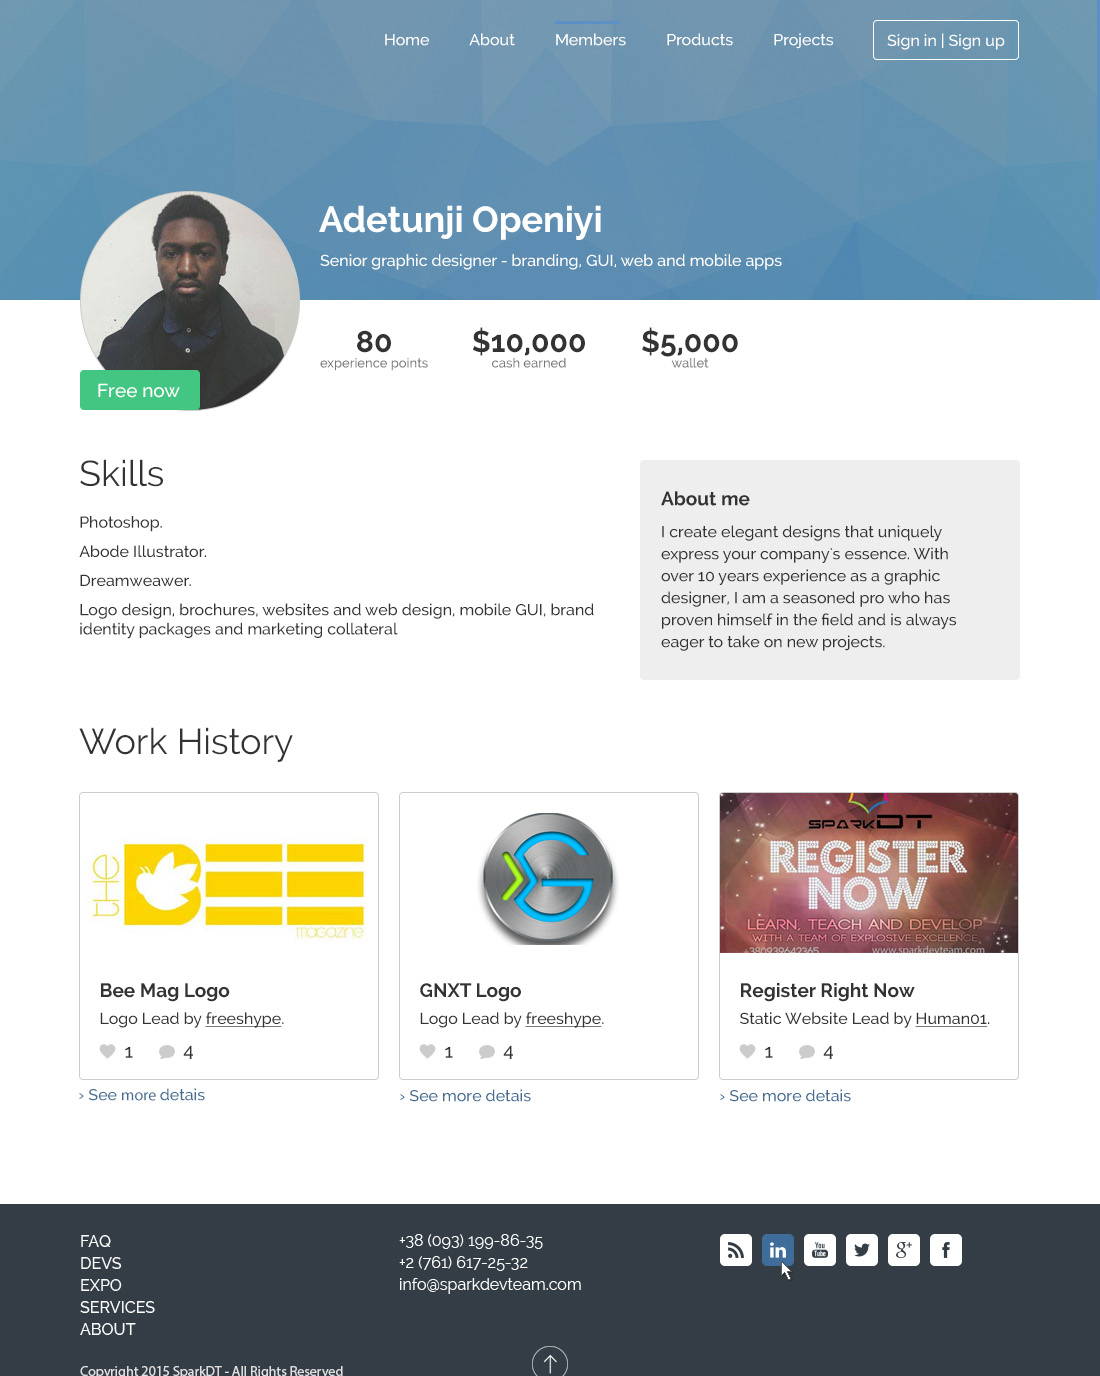 Home About Members Products Projects Sign in | Sign up
Adetunji Openiyi
Senior graphic designer - branding, GUI, web and mobile apps
80 $10,000 $5,000
experience points cash earned wallet
Free now
Skills
Photoshop.
Abode Illustrator.
Dreamweawer.
Logo design, brochures, websites and web design, mobile GUI, brand
identity packages and marketing collateral
About me
I create elegant designs that uniquely
express your company's essence. With
over 10 years experience as a graphic
designer, I am a seasoned pro who has
proven himself in the field and is always
eager to take on new projects.
Work History
the BEE
magazine
G
SPARKDT
REGISTER
NOW
LEARN, TEACH AND DEVELOP
WITH A TEAM OF EXPLOSIVE EXCELENCE
+380939642365 www.sparkdevteam.com
Bee Mag Logo
Logo Lead by freeshype.
1 4
› See more detais
GNXT Logo
Logo Lead by freeshype.
1 4
› See more detais
Register Right Now
Static Website Lead by Human01.
1 4
› See more detais
FAQ
DEVS
EXPO
SERVICES
ABOUT
Copyright 2015 SparkDT - All Rights Reserved
+38 (093) 199-86-35
+2 (761) 617-25-32
info@sparkdevteam.com
in You Tube g+ f